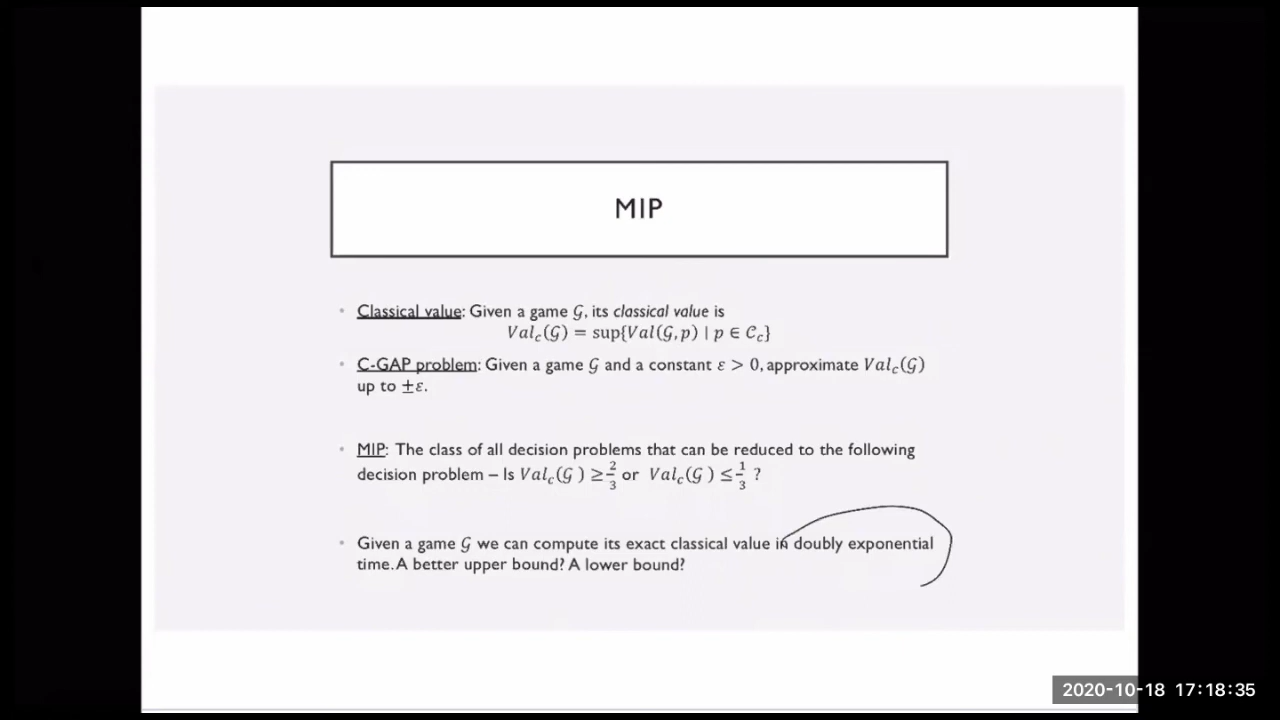 MIP
• Classical value: Given a game 𝒢, its classical value is
Val_c(𝒢) = sup{Val(𝒢, p) | p ∈ 𝒞_c}
• C-GAP problem: Given a game 𝒢 and a constant ε > 0, approximate Val_c(𝒢)
up to ±ε.
• MIP: The class of all decision problems that can be reduced to the following
decision problem – Is Val_c(𝒢 ) ≥ 2/3 or Val_c(𝒢 ) ≤ 1/3 ?
• Given a game 𝒢 we can compute its exact classical value in doubly exponential
time. A better upper bound? A lower bound?
2020-10-18 17:18:35